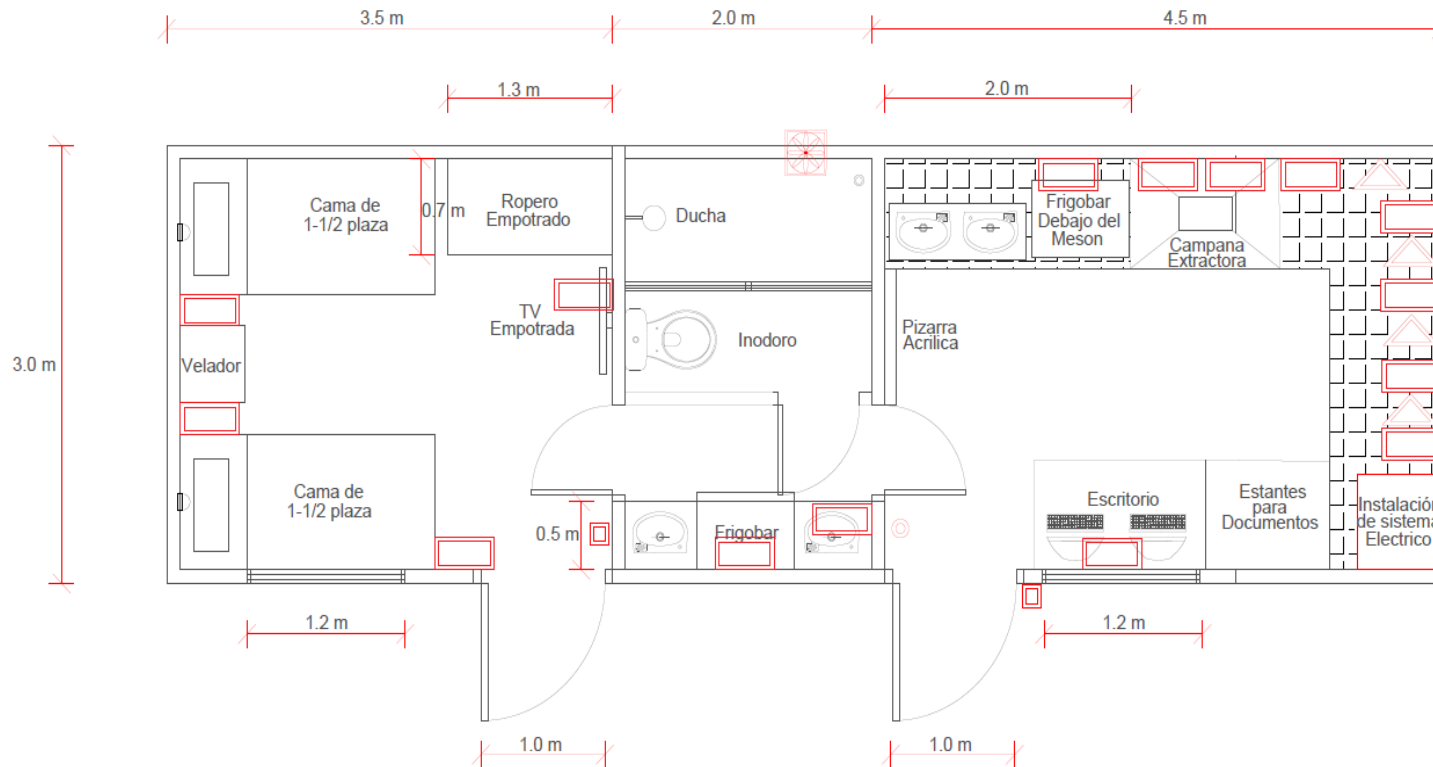 3.5 m
2.0 m
4.5 m
1.3 m
2.0 m
Cama de
1-1/2 plaza
0.7 m
Ropero
Empotrado
Ducha
Frigobar
Debajo del
Meson
Campana
Extractora
TV
Empotrada
Inodoro
Pizarra
Acrilica
3.0 m
Velador
Cama de
1-1/2 plaza
0.5 m
Frigobar
Escritorio
Estantes
para
Documentos
Instalación
de sistema
Electrico
1.2 m
1.2 m
1.0 m
1.0 m